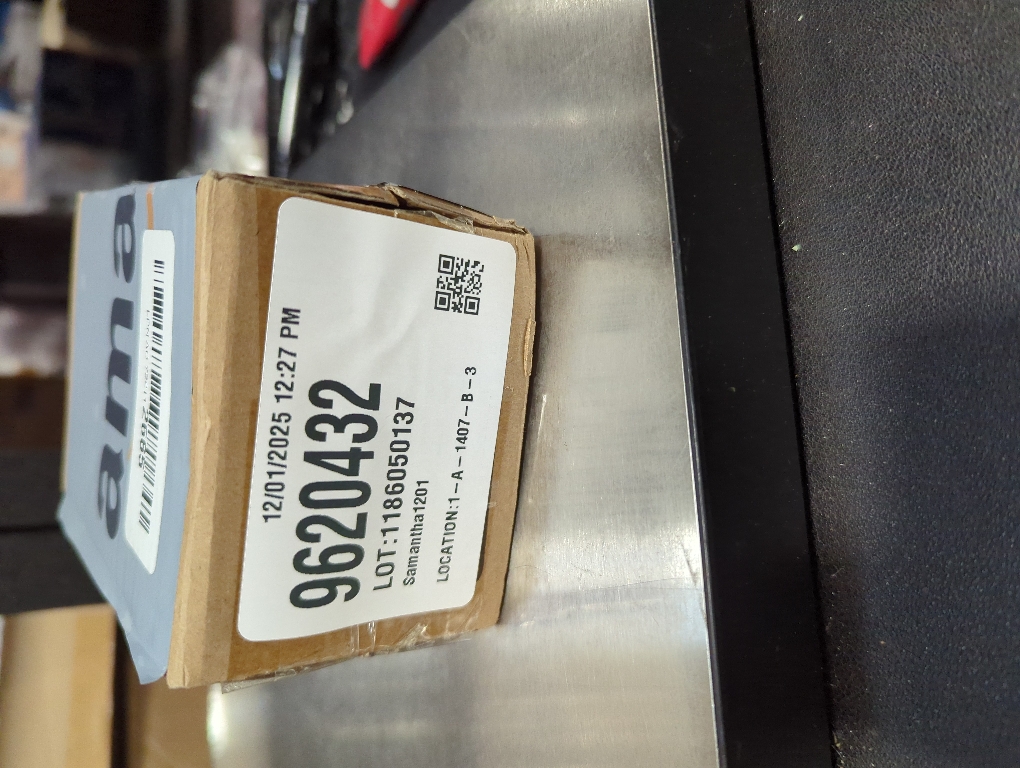 12/01/2025 12:27 PM
9620432
LOT:1186050137
Samantha1201
LOCATION:1-A-1407-B-3
ama